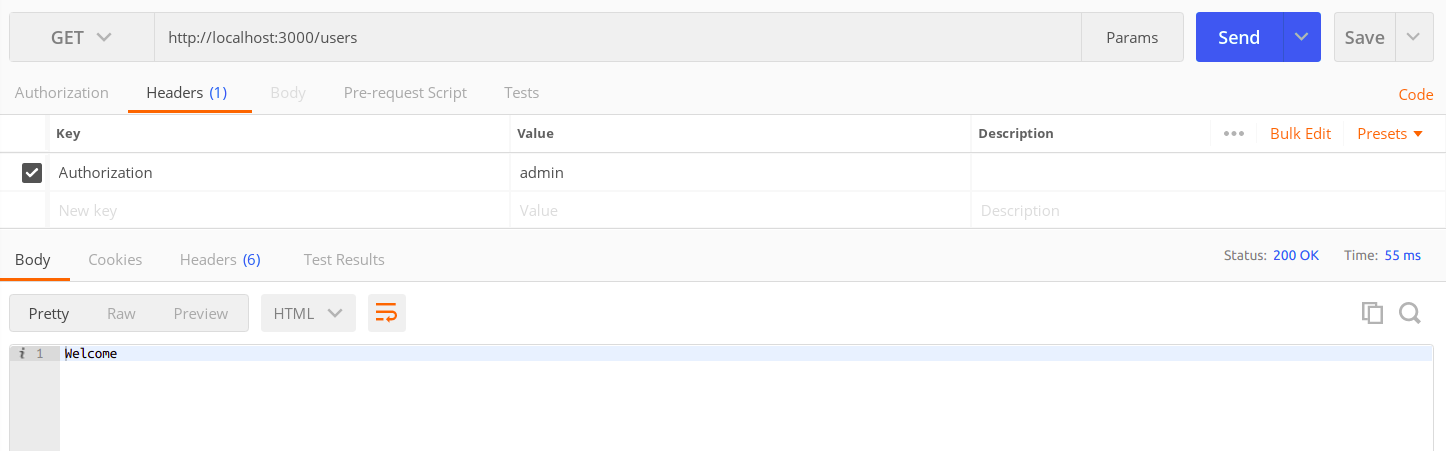 GET http://localhost:3000/users Params Send Save
Authorization Headers (1) Body Pre-request Script Tests Code
Key Value Description Bulk Edit Presets
Authorization admin
New key Value Description
Body Cookies Headers (6) Test Results Status: 200 OK Time: 55 ms
Pretty Raw Preview HTML
i 1 Welcome